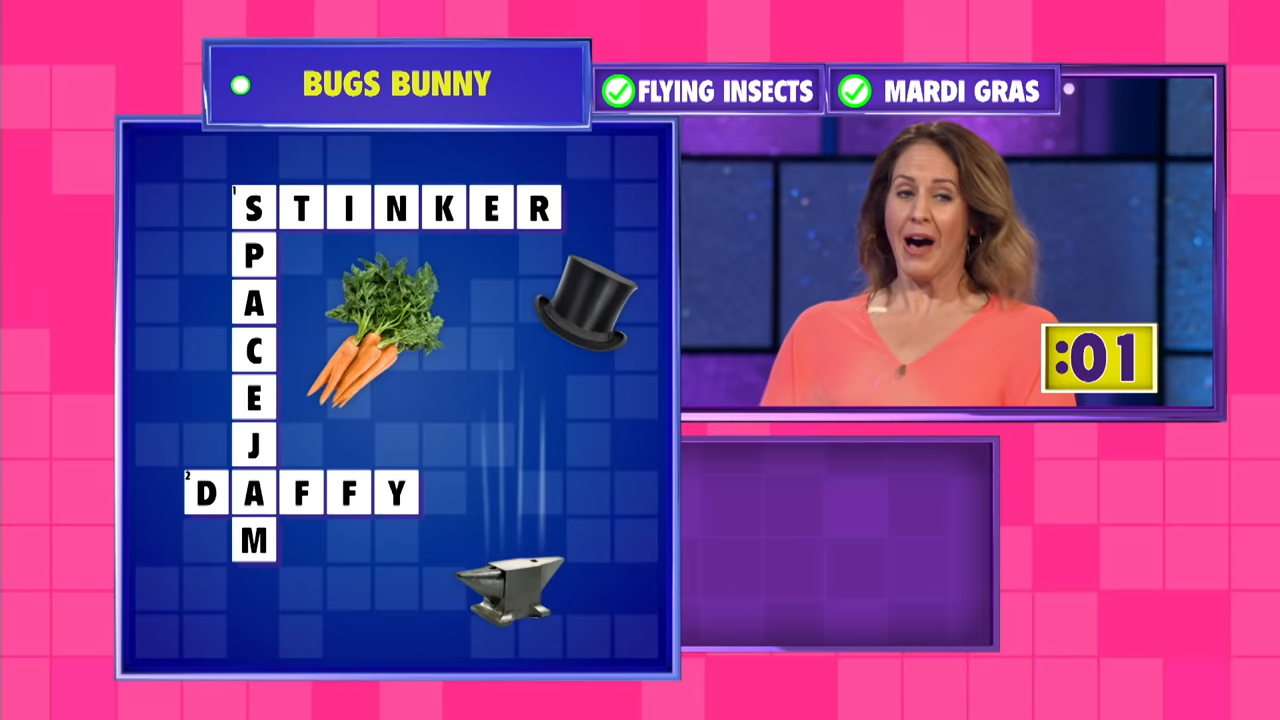 BUGS BUNNY
FLYING INSECTS
MARDI GRAS
1
STINKER
P
A
C
E
J
2
DAFFY
M
:01